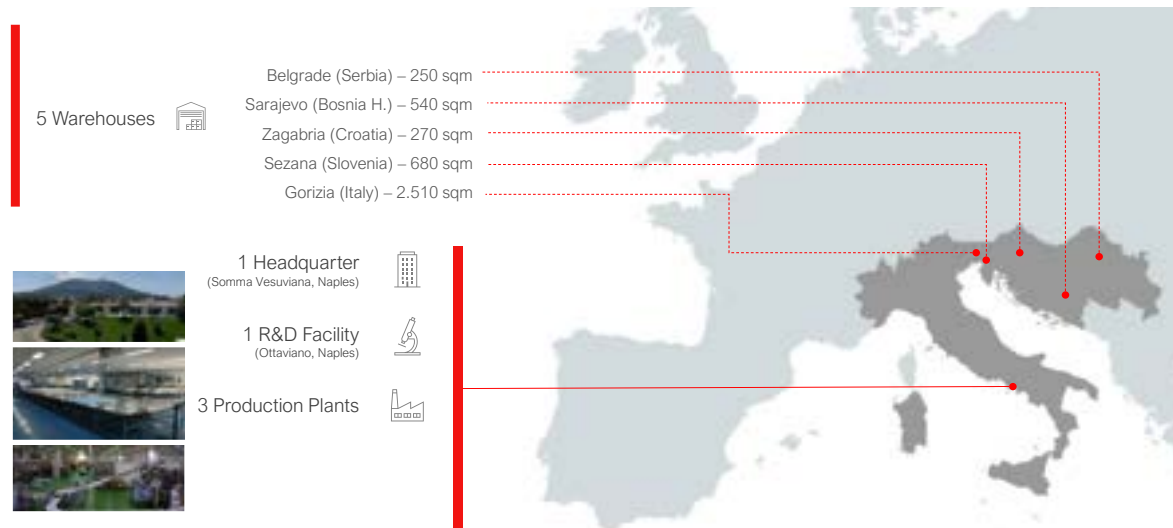 Belgrade (Serbia) – 250 sqm
5 Warehouses
Sarajevo (Bosnia H.) – 540 sqm
Zagabria (Croatia) – 270 sqm
Sezana (Slovenia) – 680 sqm
Gorizia (Italy) – 2.510 sqm
1 Headquarter
(Somma Vesuviana, Naples)
1 R&D Facility
(Ottaviano, Naples)
3 Production Plants